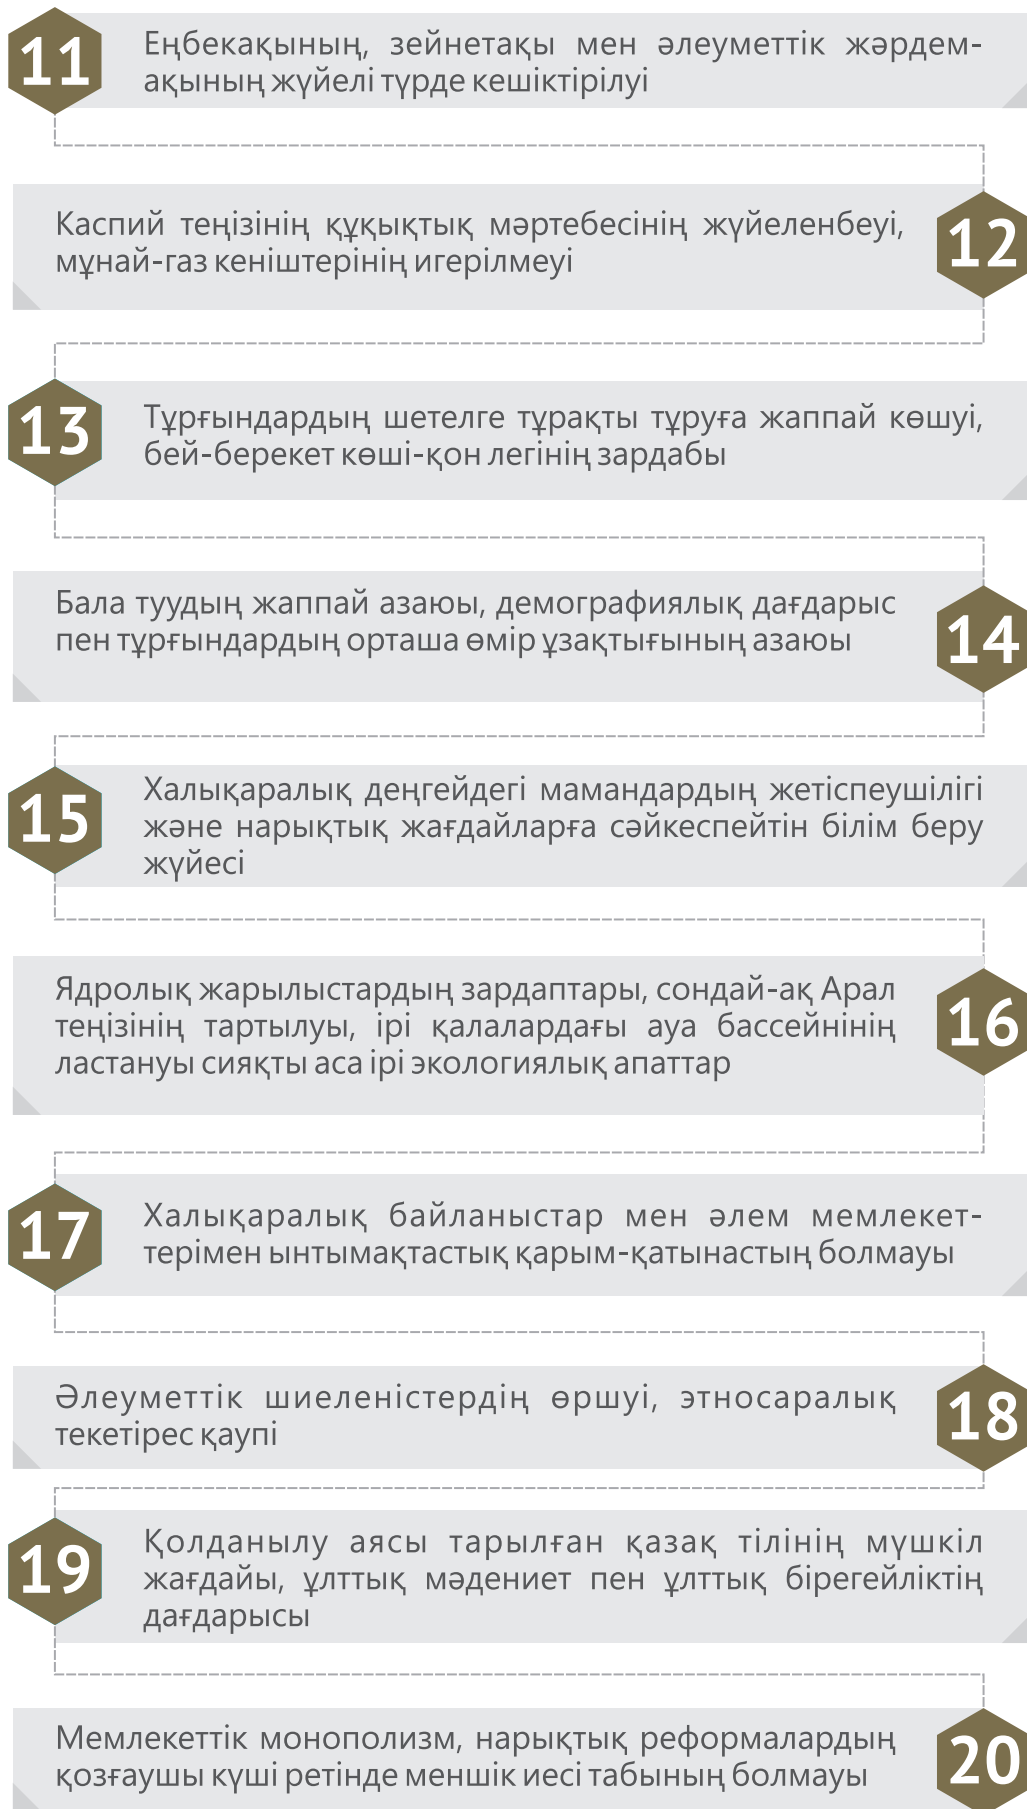 11
Еңбекақының, зейнетақы мен әлеуметтік жәрдем-
ақының жүйелі түрде кешіктірілуі
Каспий теңізінің құқықтық мәртебесінің жүйеленбеуі,
мұнай-газ кеніштерінің игерілмеуі
12
13
Тұрғындардың шетелге тұрақты тұруға жаппай көшуі,
бей-берекет көші-қон легінің зардабы
Бала туудың жаппай азаюы, демографиялық дағдарыс
пен тұрғындардың орташа өмір ұзақтығының азаюы
14
15
Халықаралық деңгейдегі мамандардың жетіспеушілігі
және нарықтық жағдайларға сәйкеспейтін білім беру
жүйесі
Ядролық жарылыстардың зардаптары, сондай-ақ Арал
теңізінің тартылуы, ірі қалалардағы ауа бассейнінің
ластануы сияқты аса ірі экологиялық апаттар
16
17
Халықаралық байланыстар мен әлем мемлекет-
терімен ынтымақтастық қарым-қатынастың болмауы
Әлеуметтік шиеленістердің өршуі, этносаралық
текетірес қаупі
18
19
Қолданылу аясы тарылған қазақ тілінің мүшкіл
жағдайы, ұлттық мәдениет пен ұлттық бірегейліктің
дағдарысы
Мемлекеттік монополизм, нарықтық реформалардың
қозғаушы күші ретінде меншік иесі табының болмауы
20